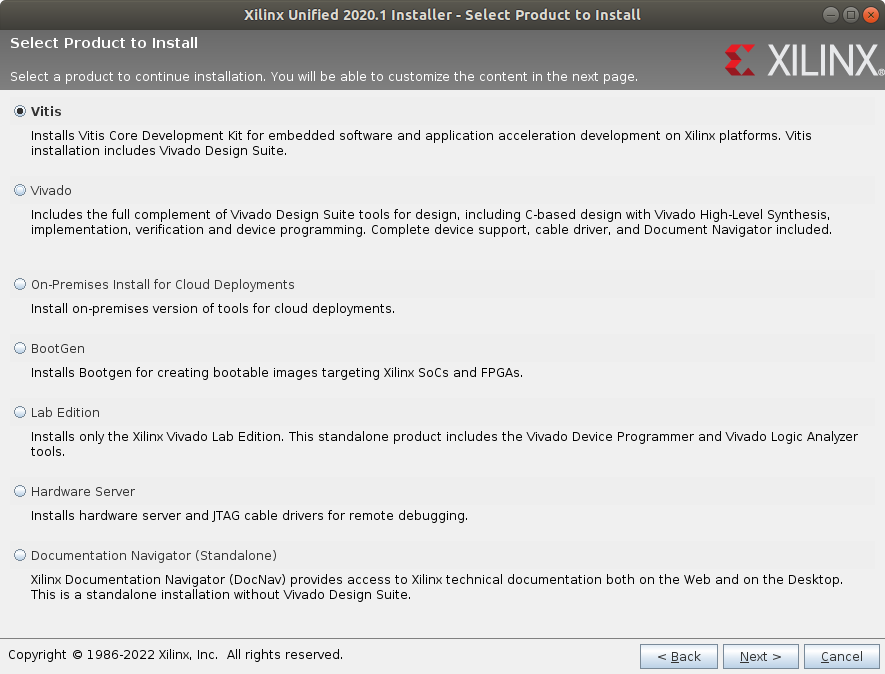 Xilinx Unified 2020.1 Installer - Select Product to Install
Select Product to Install
Select a product to continue installation. You will be able to customize the content in the next page.
XILINX®
Vitis
Installs Vitis Core Development Kit for embedded software and application acceleration development on Xilinx platforms. Vitis
installation includes Vivado Design Suite.
Vivado
Includes the full complement of Vivado Design Suite tools for design, including C-based design with Vivado High-Level Synthesis,
implementation, verification and device programming. Complete device support, cable driver, and Document Navigator included.
On-Premises Install for Cloud Deployments
Install on-premises version of tools for cloud deployments.
BootGen
Installs Bootgen for creating bootable images targeting Xilinx SoCs and FPGAs.
Lab Edition
Installs only the Xilinx Vivado Lab Edition. This standalone product includes the Vivado Device Programmer and Vivado Logic Analyzer
tools.
Hardware Server
Installs hardware server and JTAG cable drivers for remote debugging.
Documentation Navigator (Standalone)
Xilinx Documentation Navigator (DocNav) provides access to Xilinx technical documentation both on the Web and on the Desktop.
This is a standalone installation without Vivado Design Suite.
Copyright © 1986-2022 Xilinx, Inc.  All rights reserved.
< Back
Next >
Cancel